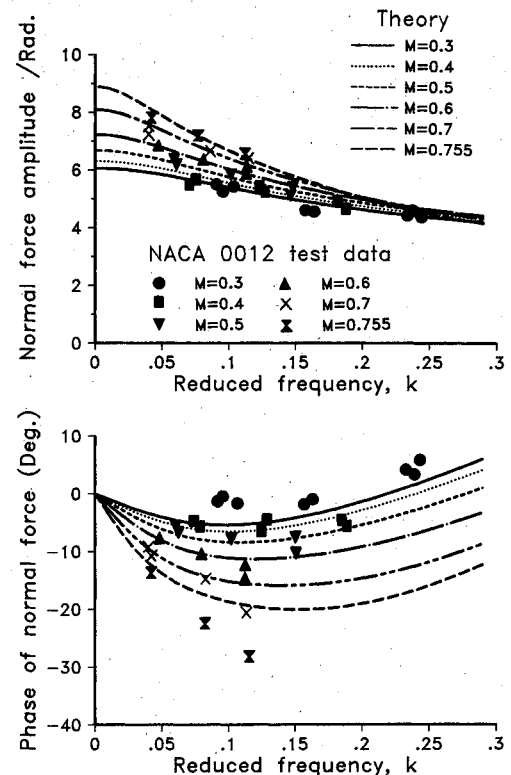 Theory
M=0.3
M=0.4
M=0.5
M=0.6
M=0.7
M=0.755
Normal force amplitude /Rad.
10
8
6
4
2
0
NACA 0012 test data
M=0.3 M=0.6
M=0.4 M=0.7
M=0.5 M=0.755
0 .05 .1 .15 .2 .25 .3
Reduced frequency, k
Phase of normal force (Deg.)
10
0
-10
-20
-30
-40
0 .05 .1 .15 .2 .25 .3
Reduced frequency, k